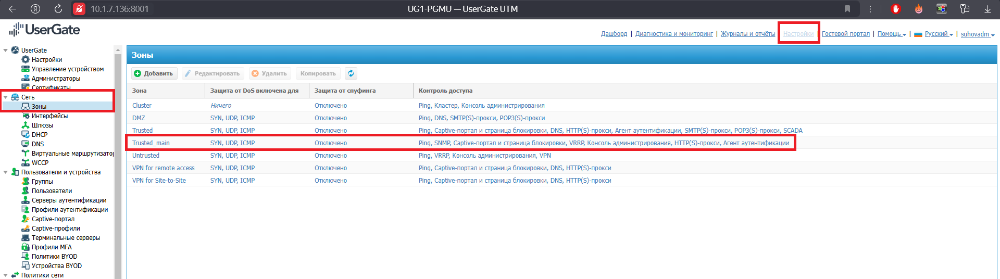 Я
10.1.7.136:8001
UG1-PGMU — UserGate UTM
UserGate
Дашборд | Диагностика и мониторинг | Журналы и отчёты | Настройки | Гостевой портал | Помощь | Русский | suhovadm
UserGate
Настройки
Управление устройством
Администраторы
Сертификаты
Сеть
Зоны
Интерфейсы
Шлюзы
DHCP
DNS
Виртуальные маршрутизатор
WCCP
Пользователи и устройства
Группы
Пользователи
Серверы аутентификации
Профили аутентификации
Captive-портал
Captive-профили
Терминальные серверы
Профили MFA
Политики BYOD
Устройства BYOD
Политики сети
Зоны
Добавить Редактировать Удалить Копировать
Зона Защита от DoS включена для Защита от спуфинга Контроль доступа
Cluster Ничего Отключено Ping, Кластер, Консоль администрирования
DMZ SYN, UDP, ICMP Отключено Ping, DNS, SMTP(S)-прокси, POP3(S)-прокси
Trusted SYN, UDP, ICMP Отключено Ping, Captive-портал и страница блокировки, DNS, HTTP(S)-прокси, Агент аутентификации, SMTP(S)-прокси, POP3(S)-прокси, SCADA
Trusted_main SYN, UDP, ICMP Отключено Ping, SNMP, Captive-портал и страница блокировки, VRRP, Консоль администрирования, HTTP(S)-прокси, Агент аутентификации
Untrusted SYN, UDP, ICMP Отключено Ping, VRRP, Консоль администрирования, VPN
VPN for remote access SYN, UDP, ICMP Отключено Ping, Captive-портал и страница блокировки, DNS, HTTP(S)-прокси
VPN for Site-to-Site SYN, UDP, ICMP Отключено Ping, Captive-портал и страница блокировки, DNS, HTTP(S)-прокси